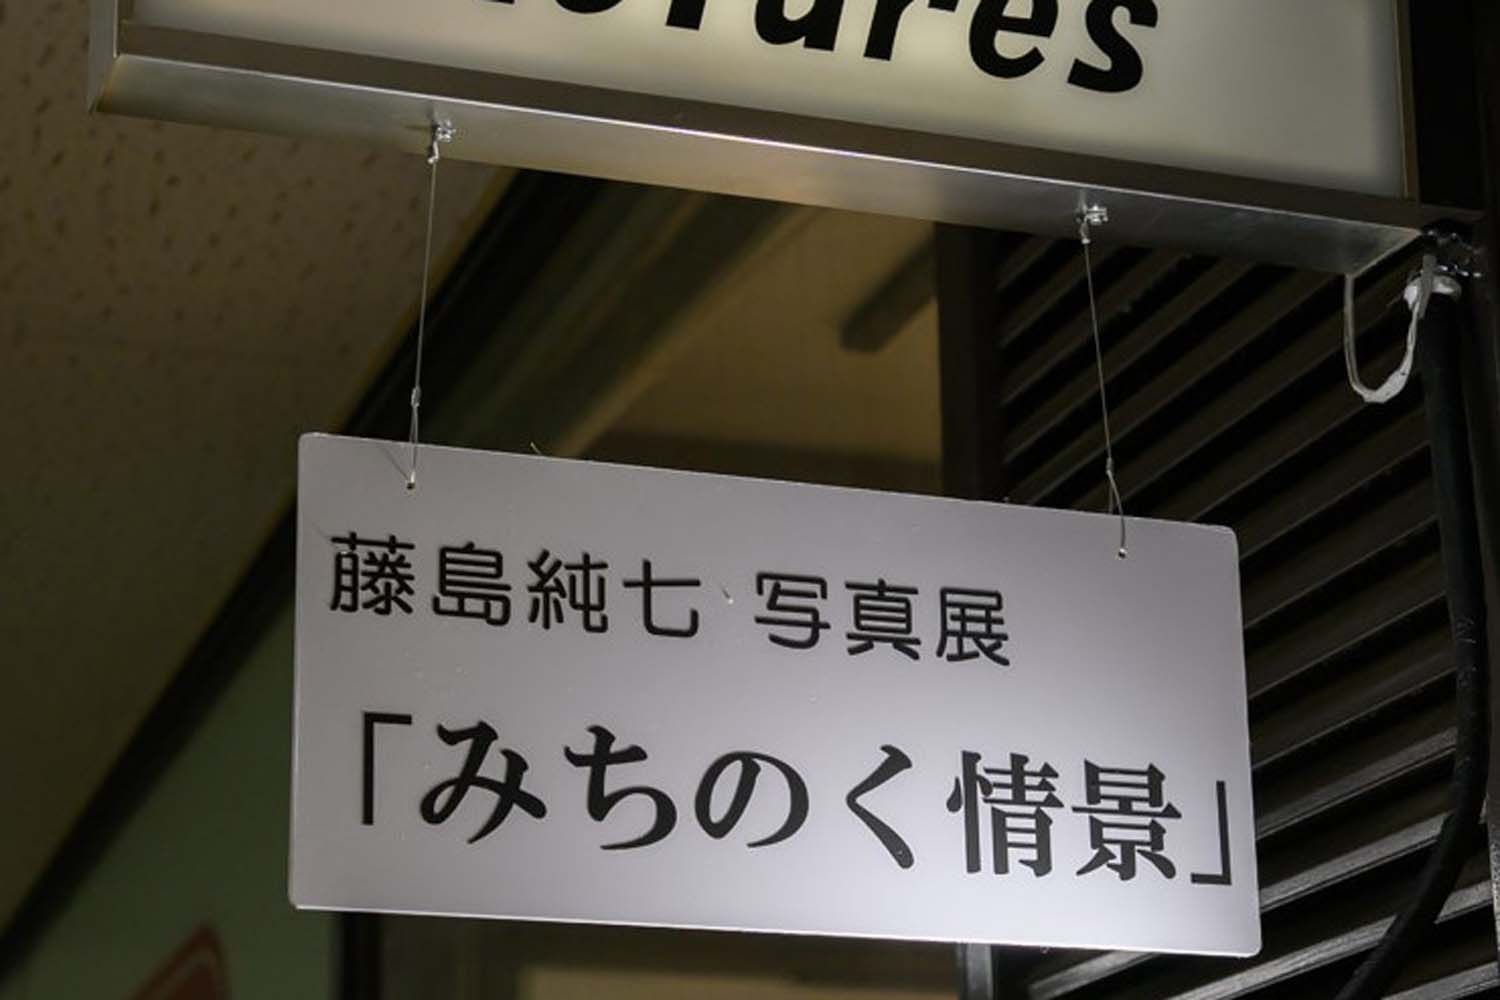 藤島純七 写真展
「みちのく情景」